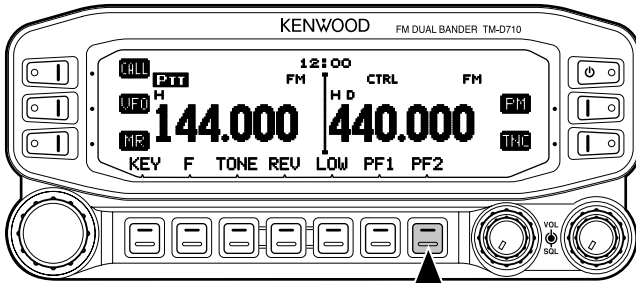 KENWOOD FM DUAL BANDER TM-D710
12:00
CALL PTT FM CTRL FM
VFO H H D PM
MR 144.000 440.000 TNC
KEY F TONE REV LOW PF1 PF2
VOL
SQL